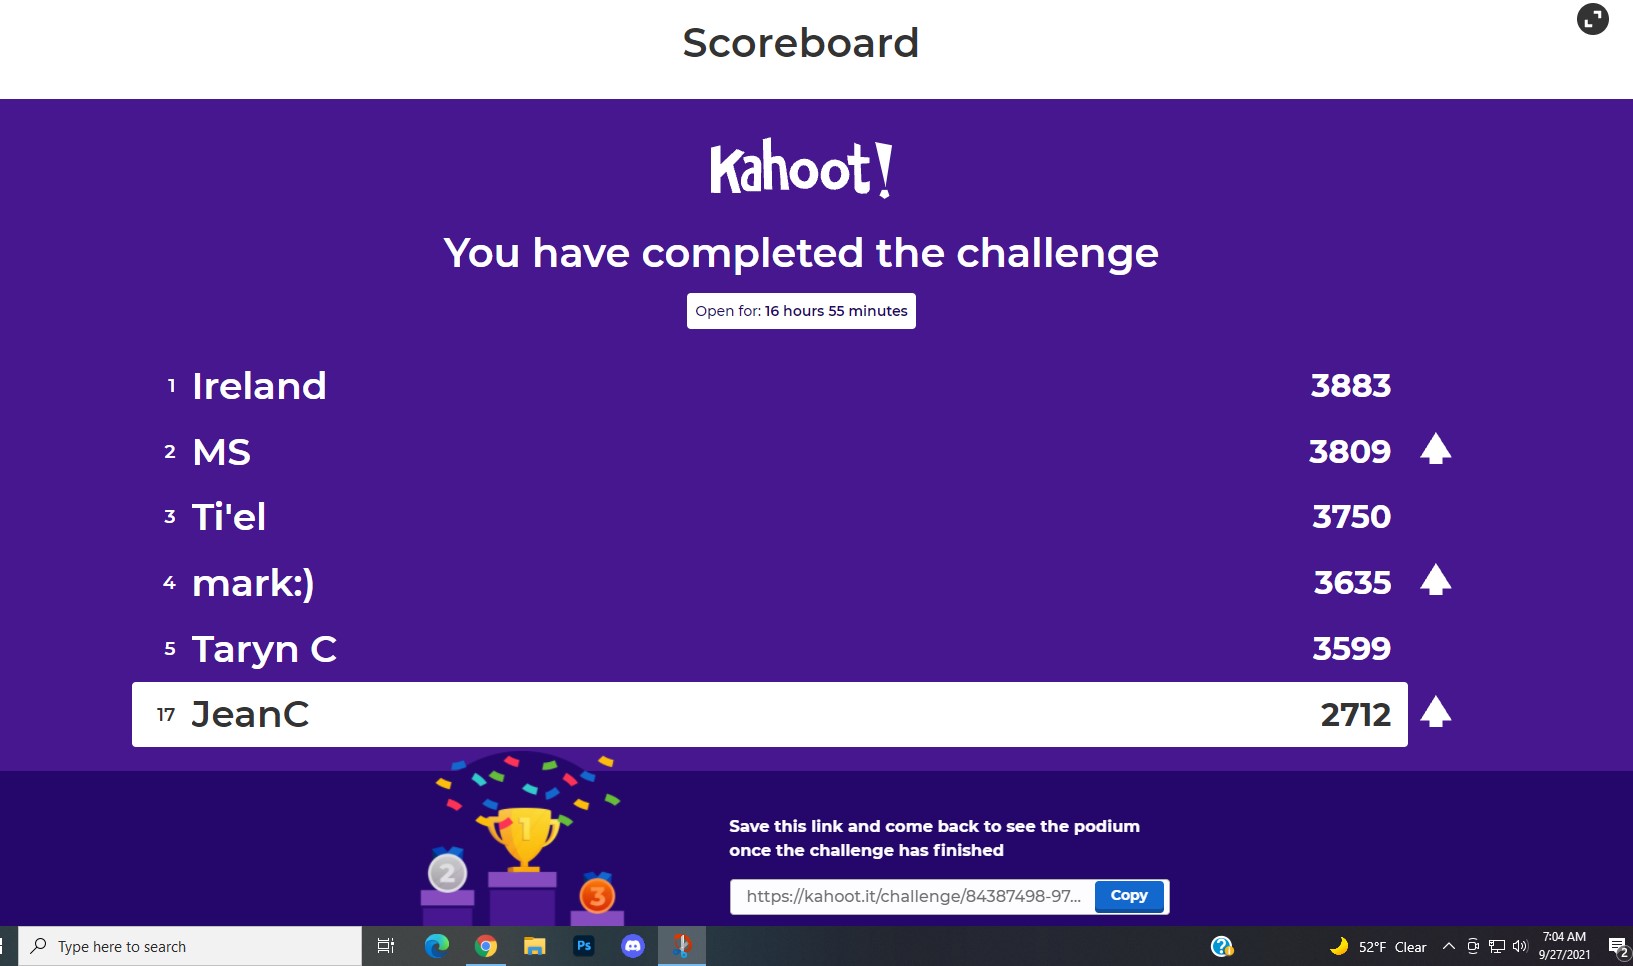 Scoreboard
Kahoot!
You have completed the challenge
Open for: 16 hours 55 minutes
1 Ireland 3883
2 MS 3809
3 Ti'el 3750
4 mark:) 3635
5 Taryn C 3599
17 JeanC 2712
1
2
3
Save this link and come back to see the podium
once the challenge has finished
https://kahoot.it/challenge/84387498-97... Copy
Type here to search
Ps
52°F Clear
7:04 AM
9/27/2021
2